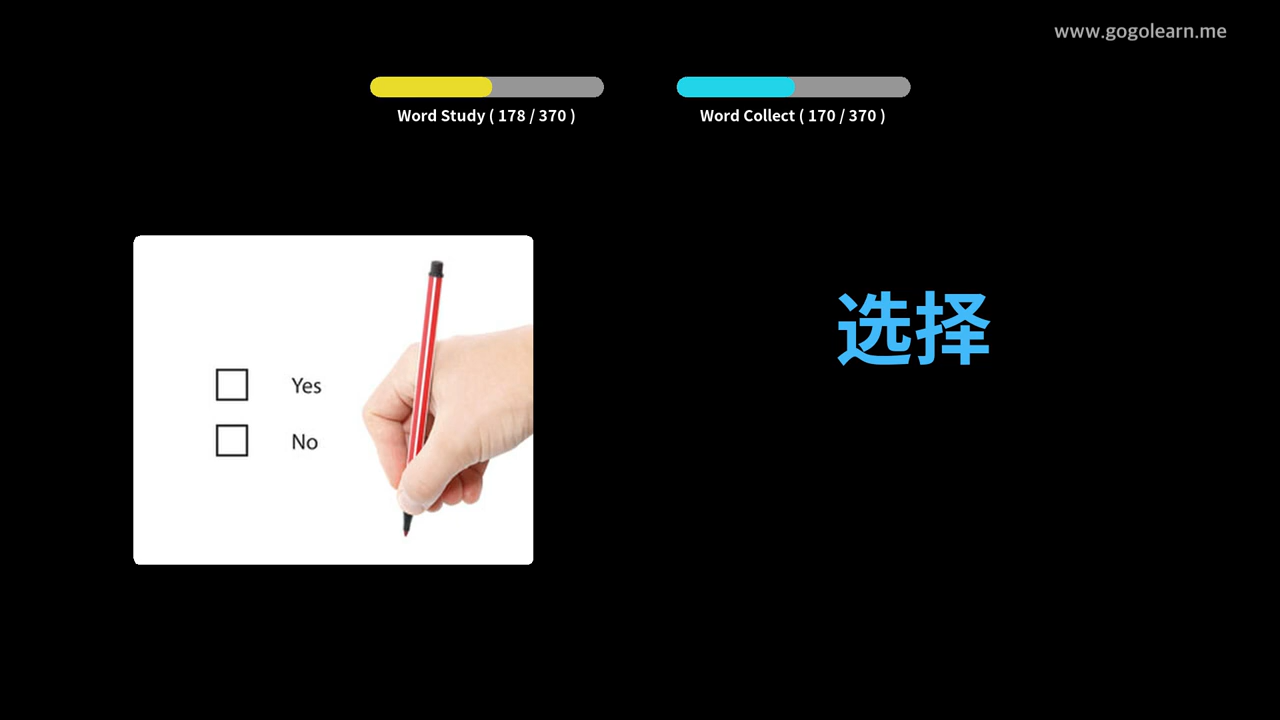 www.gogolearn.me
Word Study ( 178 / 370 )
Word Collect ( 170 / 370 )
选择
Yes
No